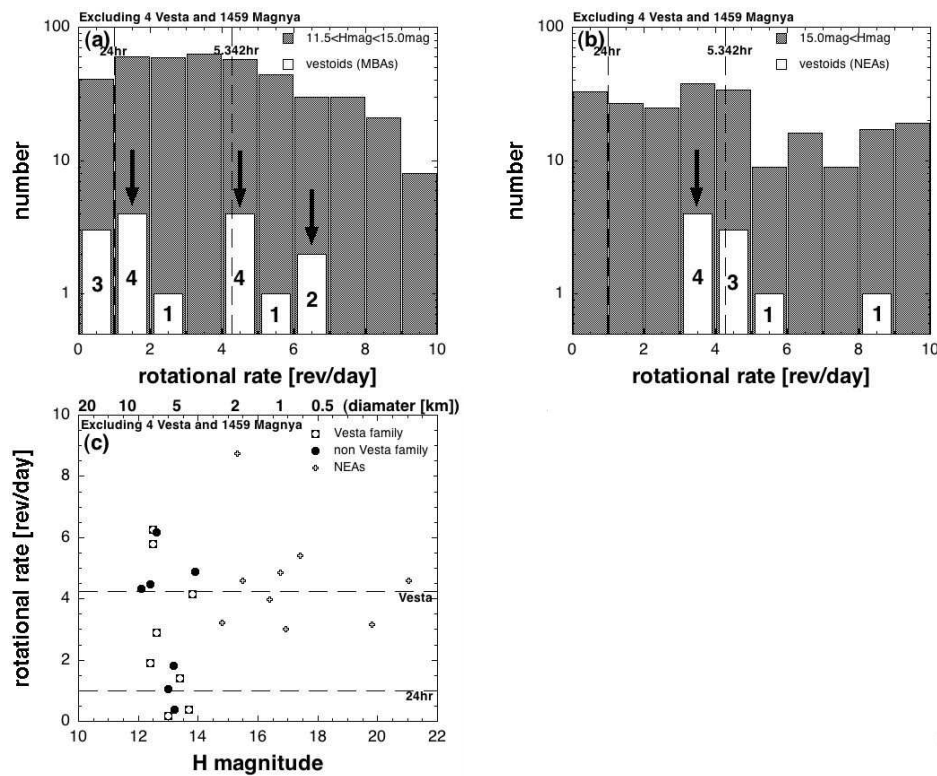 Excluding 4 Vesta and 1459 Magnya
(a)
24hr
5.342hr
11.5<Hmag<15.0mag
vestoids (MBAs)
100
10
1
number
3
4
1
4
1
2
0 2 4 6 8 10
rotational rate [rev/day]
Excluding 4 Vesta and 1459 Magnya
(b)
24hr
5.342hr
15.0mag<Hmag
vestoids (NEAs)
100
10
1
number
4
3
1
1
0 2 4 6 8 10
rotational rate [rev/day]
20 10 5 2 1 0.5 (diamater [km])
Excluding 4 Vesta and 1459 Magnya
(c)
Vesta family
non Vesta family
NEAs
10
8
6
4
2
0
rotational rate [rev/day]
Vesta
24hr
10 12 14 16 18 20 22
H magnitude